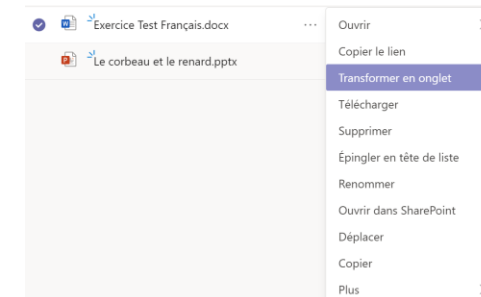 Exercice Test Français.docx
Le corbeau et le renard.pptx
Ouvrir
Copier le lien
Transformer en onglet
Télécharger
Supprimer
Épingler en tête de liste
Renommer
Ouvrir dans SharePoint
Déplacer
Copier
Plus